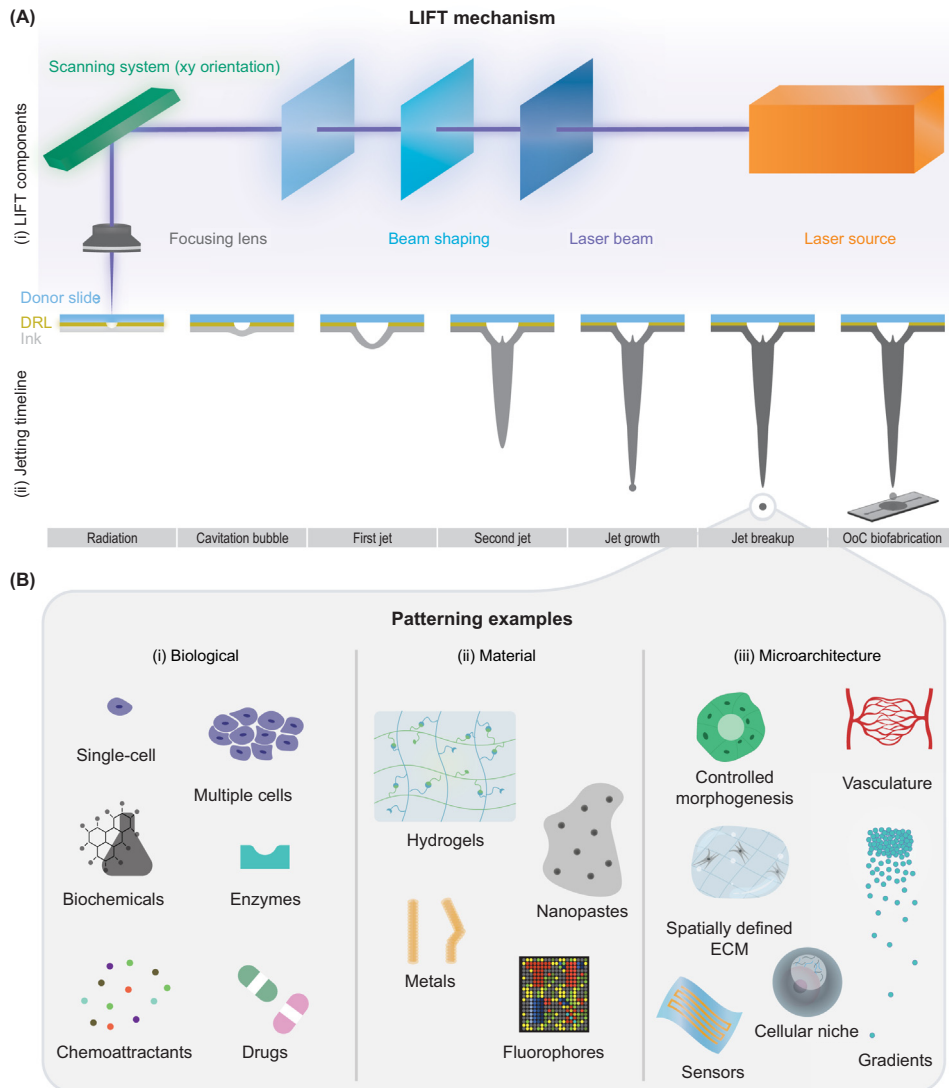 (A)
LIFT mechanism
Scanning system (xy orientation)
(i) LIFT components
Focusing lens
Beam shaping
Laser beam
Laser source
Donor slide
DRL
Ink
(ii) Jetting timeline
Radiation
Cavitation bubble
First jet
Second jet
Jet growth
Jet breakup
OoC biofabrication
(B)
Patterning examples
(i) Biological
(ii) Material
(iii) Microarchitecture
Single-cell
Multiple cells
Biochemicals
Enzymes
Chemoattractants
Drugs
Hydrogels
Nanopastes
Metals
Fluorophores
Controlled
morphogenesis
Vasculature
Spatially defined
ECM
Cellular niche
Sensors
Gradients